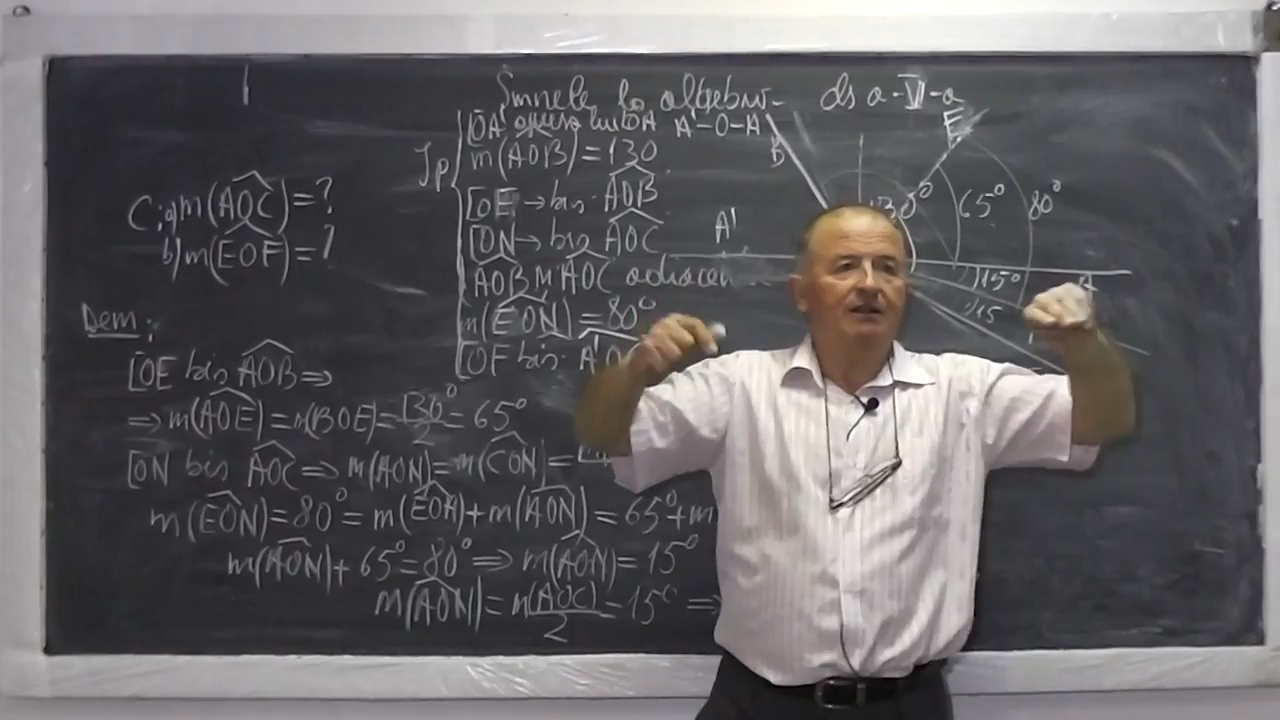 Sunete la algebră - cls a-VI-a
[OA' opusa lui OA A'-O-A
Ip m(AOB)=130
[OE → bis. AOB
[ON → bis AOC
AOB și AOC adiacen
m(EON)=80°
[OF bis. A'O
C: a) m(AOC)=?
b) m(EOF)=?
Dem:
[OE bis AOB ⇒
⇒ m(AOE)=m(BOE)=130°/2=65°
[ON bis AOC ⇒ m(AON)=m(CON)=
m(EON)=80°=m(EOA)+m(AON)=65°+m
m(AON)+65°=80° ⇒ m(AON)=15°
m(AON)=m(AOC)/2=15° ⇒
B
E
130°
65°
80°
A'
15°
A
15